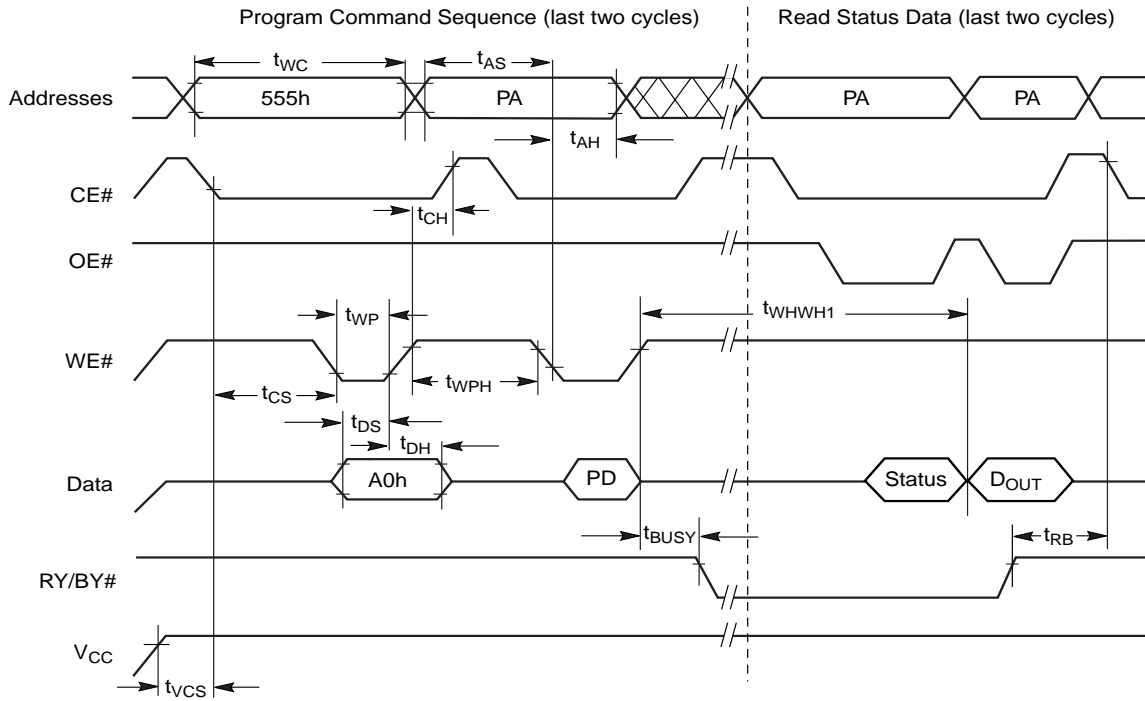 Program Command Sequence (last two cycles)
Read Status Data (last two cycles)
tWC
tAS
Addresses
555h
PA
PA
PA
tAH
CE#
tCH
OE#
tWP
tWHWH1
WE#
tCS
tWPH
tDS
tDH
Data
A0h
PD
Status
DOUT
tBUSY
tRB
RY/BY#
VCC
tVCS